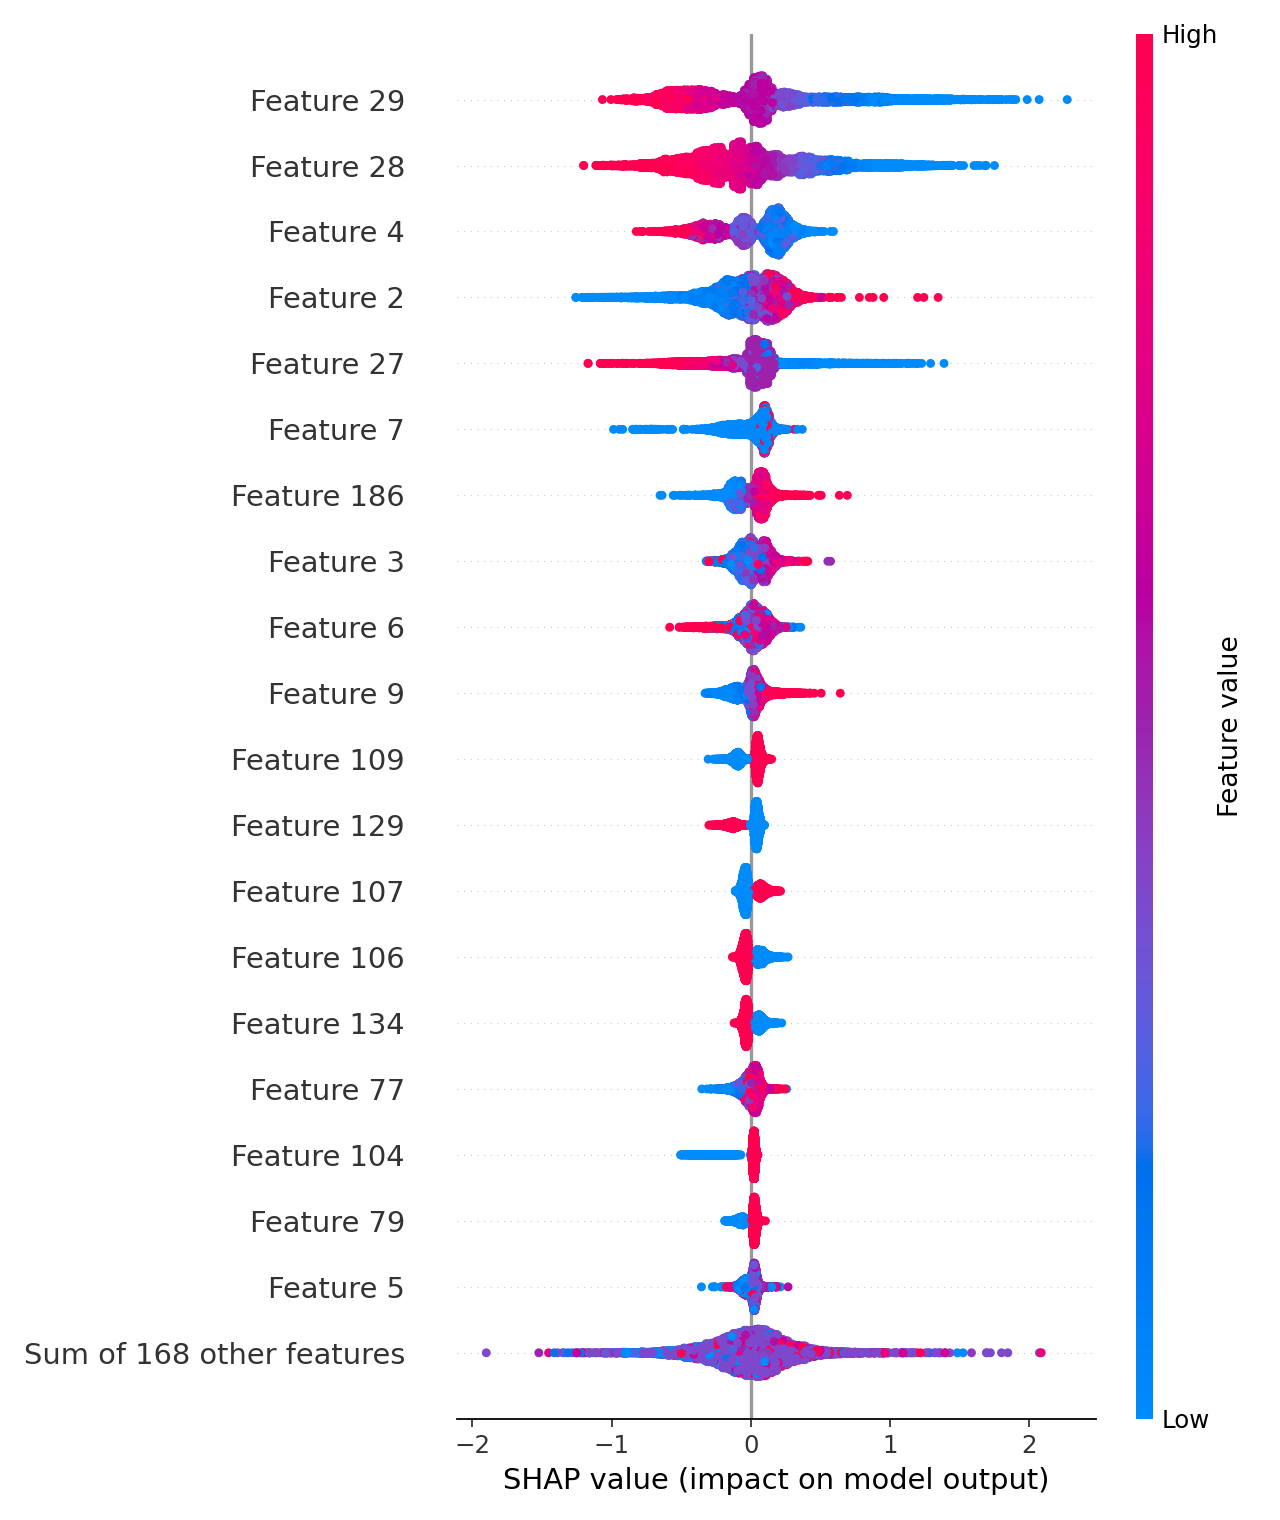 High
Feature 29
Feature 28
Feature 4
Feature 2
Feature 27
Feature 7
Feature 186
Feature 3
Feature 6
Feature 9
Feature 109
Feature 129
Feature 107
Feature 106
Feature 134
Feature 77
Feature 104
Feature 79
Feature 5
Sum of 168 other features
Feature value
Low
−2 −1 0 1 2
SHAP value (impact on model output)